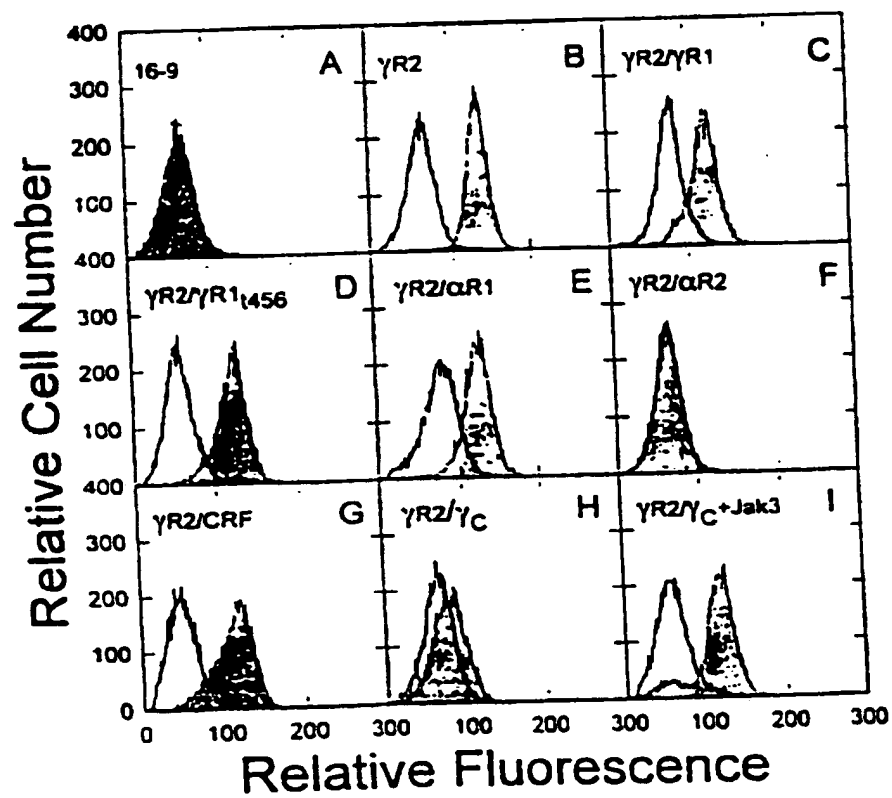 Relative Cell Number
400
300
200
100
16-9 A
γR2 B
γR2/γR1 C
400
300
200
100
γR2/γR1t456 D
γR2/αR1 E
γR2/αR2 F
400
300
200
100
0
γR2/CRF G
γR2/γC H
γR2/γC+Jak3 I
0 100 200 300 100 200 300 100 200 300
Relative Fluorescence